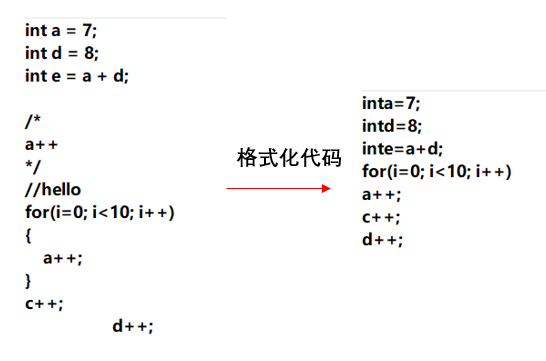 int a = 7;
int d = 8;
int e = a + d;
/*
a++
*/
//hello
for(i=0; i<10; i++)
{
a++;
}
c++;
d++;
格式化代码
inta=7;
intd=8;
inte=a+d;
for(i=0; i<10; i++)
a++;
c++;
d++;